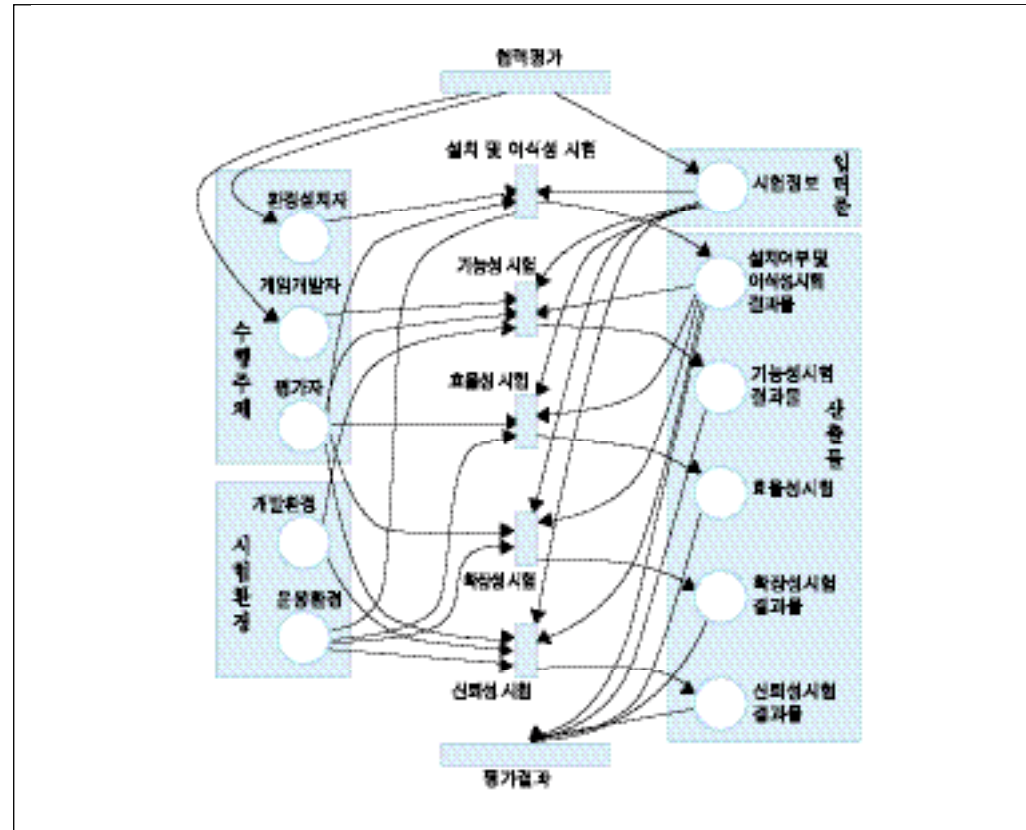 협력평가
설치 및 이식성 시험
입력물
시험정보
환경설치자
기능성 시험
설치여부 및
이식성시험
결과물
게임개발자
수행주체
효율성 시험
기능성시험
결과물
평가자
산출물
개발환경
효율성시험
시험환경
확장성 시험
확장성시험
결과물
운용환경
신뢰성 시험
신뢰성시험
결과물
평가결과